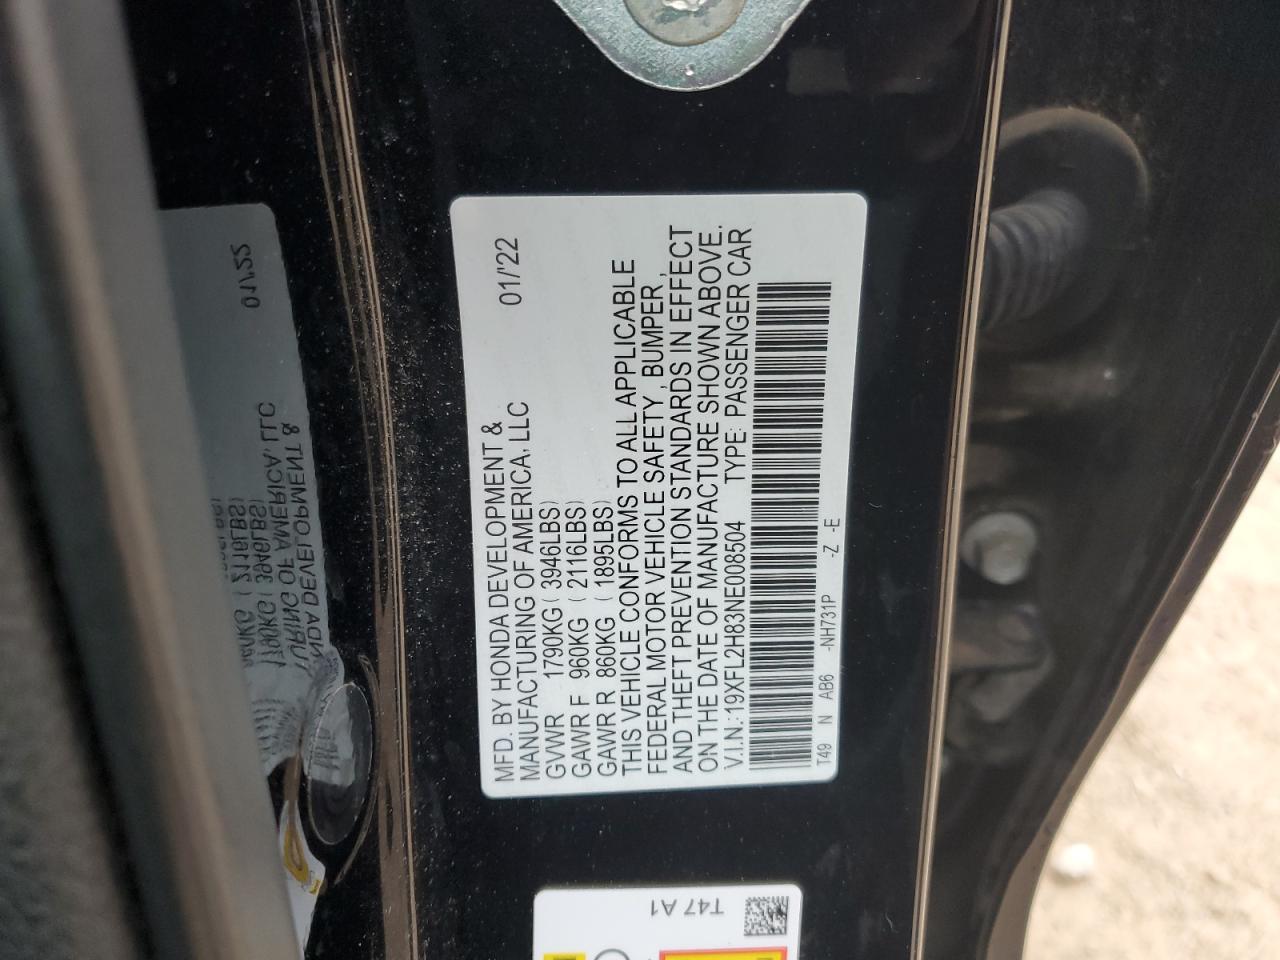 MFD. BY HONDA DEVELOPMENT &
MANUFACTURING OF AMERICA, LLC 01/'22
GVWR 1790KG ( 3946LBS)
GAWR F 960KG ( 2116LBS)
GAWR R 860KG ( 1895LBS)
THIS VEHICLE CONFORMS TO ALL APPLICABLE
FEDERAL MOTOR VEHICLE SAFETY , BUMPER ,
AND THEFT PREVENTION STANDARDS IN EFFECT
ON THE DATE OF MANUFACTURE SHOWN ABOVE.
V.I.N.:19XFL2H83NE008504 TYPE: PASSENGER CAR
T49 N AB6 -NH731P -Z -E
T47 A1